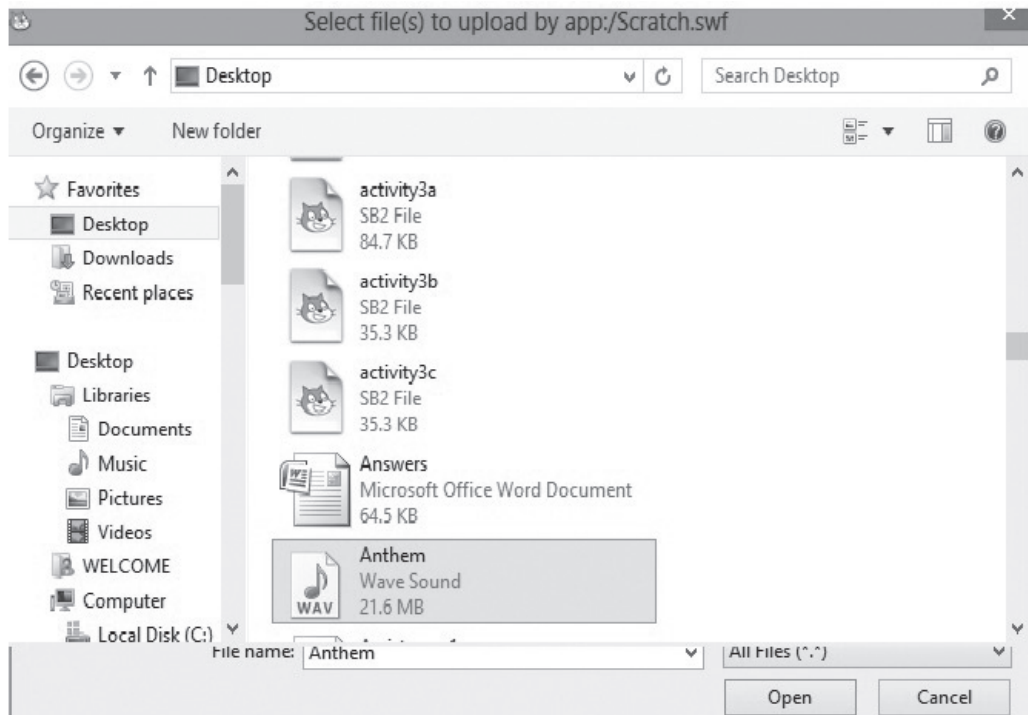 Select file(s) to upload by app:/Scratch.swf
Desktop
Search Desktop
Organize
New folder
Favorites
Desktop
Downloads
Recent places
Desktop
Libraries
Documents
Music
Pictures
Videos
WELCOME
Computer
Local Disk (C:)
activity3a
SB2 File
84.7 KB
activity3b
SB2 File
35.3 KB
activity3c
SB2 File
35.3 KB
Answers
Microsoft Office Word Document
64.5 KB
Anthem
Wave Sound
WAV
21.6 MB
File name: Anthem
All Files (*.*)
Open
Cancel